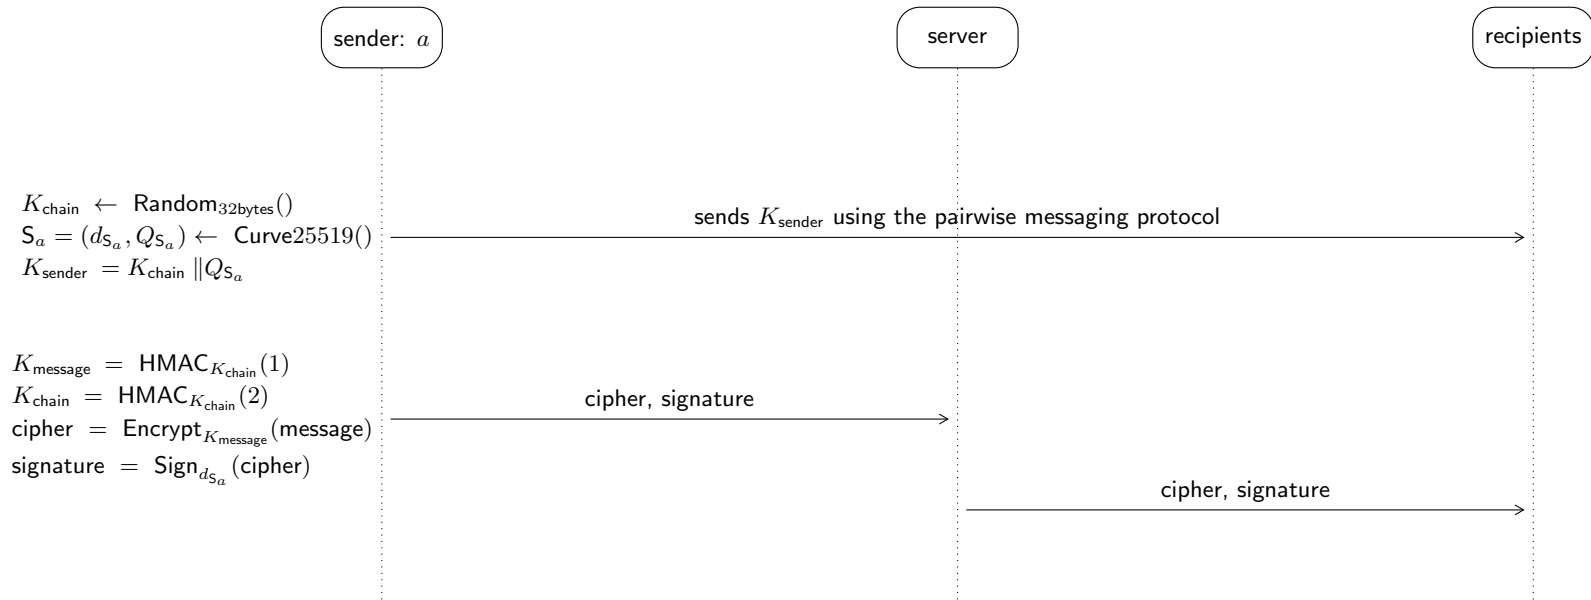 sender: a
server
recipients
K_chain ← Random_32bytes()
S_a = (d_S_a, Q_S_a) ← Curve25519()
K_sender = K_chain ∥Q_S_a
sends K_sender using the pairwise messaging protocol
K_message = HMAC_K_chain(1)
K_chain = HMAC_K_chain(2)
cipher = Encrypt_K_message(message)
signature = Sign_d_S_a(cipher)
cipher, signature
cipher, signature